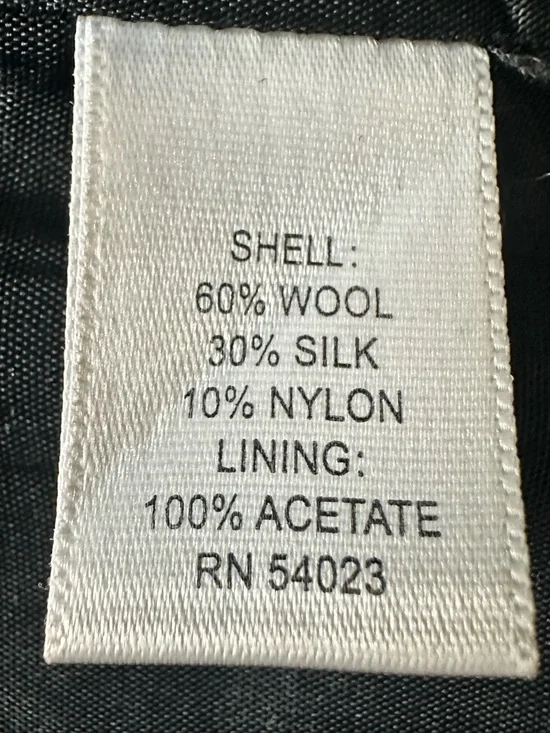 SHELL:
60% WOOL
30% SILK
10% NYLON
LINING:
100% ACETATE
RN 54023